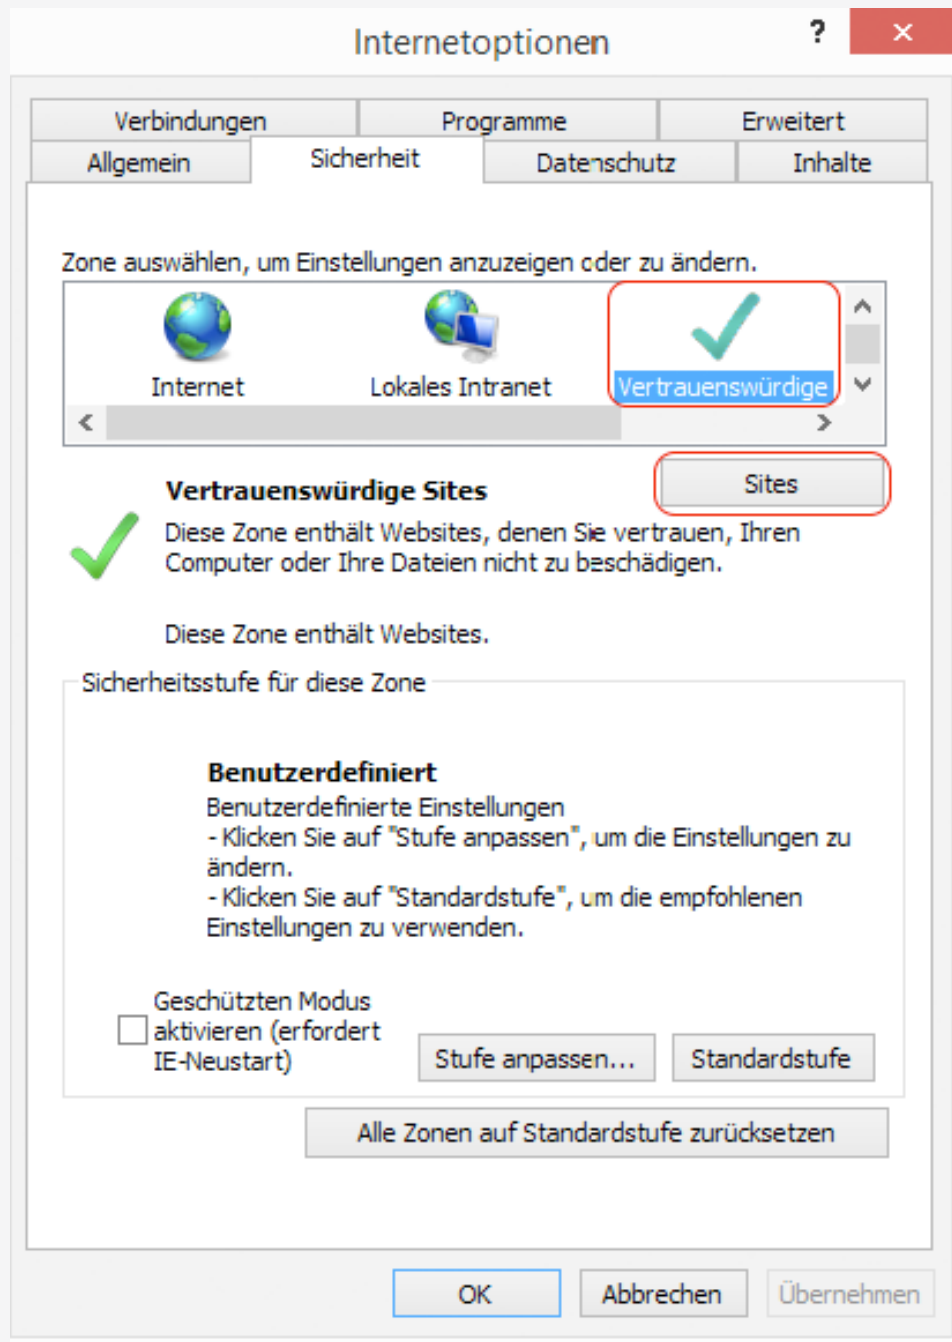 Internetoptionen
?
Verbindungen Programme Erweitert
Allgemein Sicherheit Datenschutz Inhalte
Zone auswählen, um Einstellungen anzuzeigen oder zu ändern.
Internet Lokales Intranet Vertrauenswürdige
Sites
Vertrauenswürdige Sites
Diese Zone enthält Websites, denen Sie vertrauen, Ihren
Computer oder Ihre Dateien nicht zu beschädigen.
Diese Zone enthält Websites.
Sicherheitsstufe für diese Zone
Benutzerdefiniert
Benutzerdefinierte Einstellungen
- Klicken Sie auf "Stufe anpassen", um die Einstellungen zu
ändern.
- Klicken Sie auf "Standardstufe", um die empfohlenen
Einstellungen zu verwenden.
Geschützten Modus
aktivieren (erfordert
IE-Neustart)
Stufe anpassen... Standardstufe
Alle Zonen auf Standardstufe zurücksetzen
OK Abbrechen Übernehmen